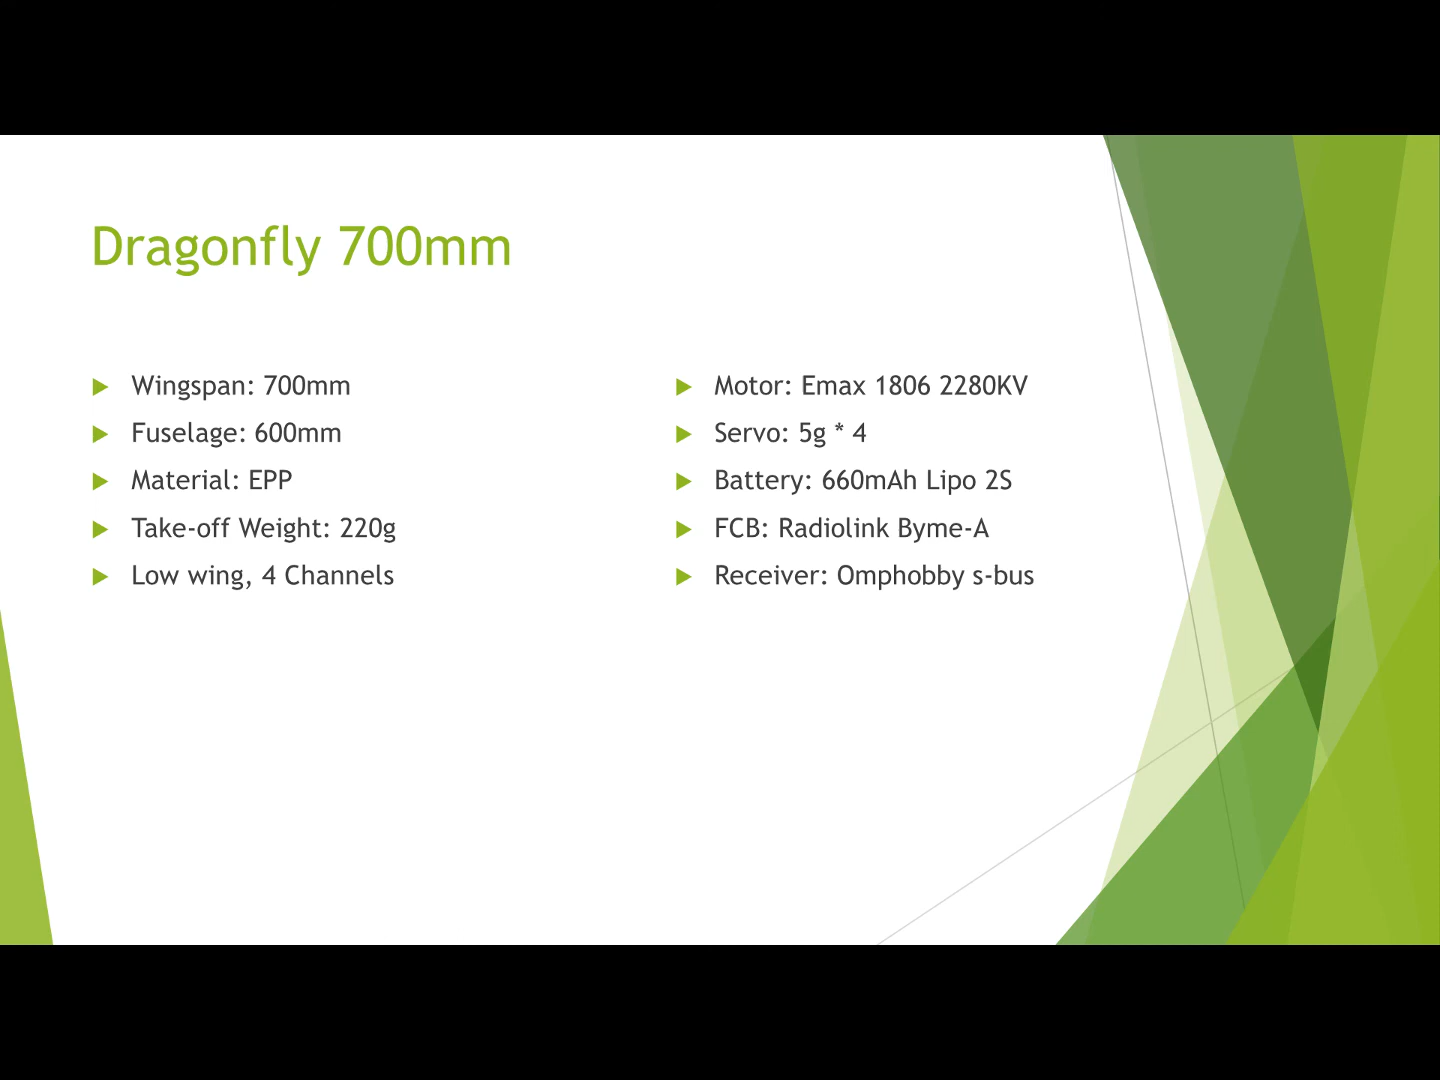 Dragonfly 700mm
Wingspan: 700mm
Fuselage: 600mm
Material: EPP
Take-off Weight: 220g
Low wing, 4 Channels
Motor: Emax 1806 2280KV
Servo: 5g * 4
Battery: 660mAh Lipo 2S
FCB: Radiolink Byme-A
Receiver: Omphobby s-bus